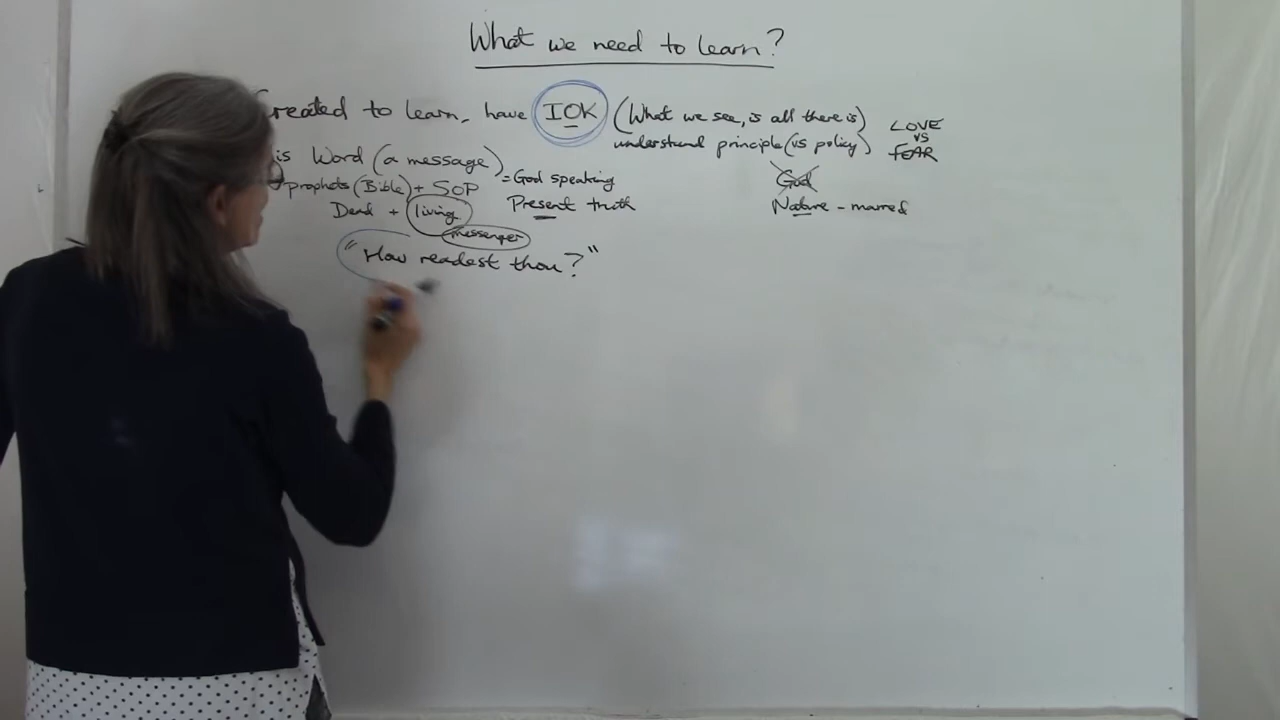 What we need to learn?
Created to learn, have IOK (What we see, is all there is)
understand principle (vs policy)
LOVE
vs
FEAR
is Word (a message) = God speaking
prophets (Bible) + SOP
Dead + living
Present truth
messenger
"How readest thou?"
God
Nature - marred